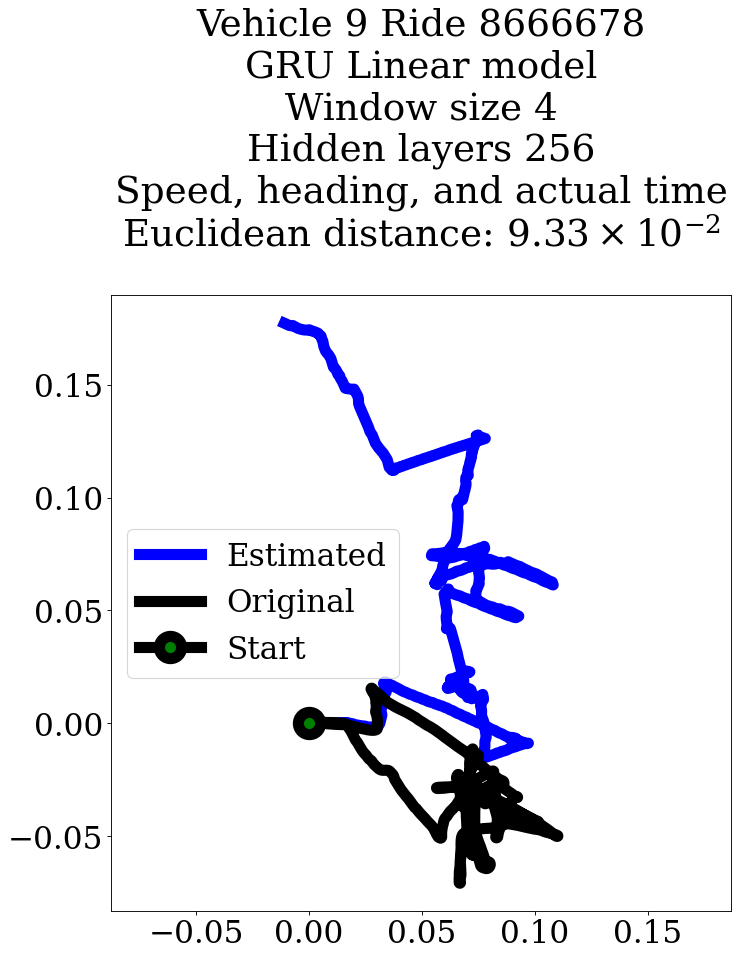 Vehicle 9 Ride 8666678
GRU Linear model
Window size 4
Hidden layers 256
Speed, heading, and actual time
Euclidean distance: 9.33 × 10⁻²
0.15
0.10
Estimated
Original
0.05
Start
0.00
−0.05
−0.05 0.00 0.05 0.10 0.15